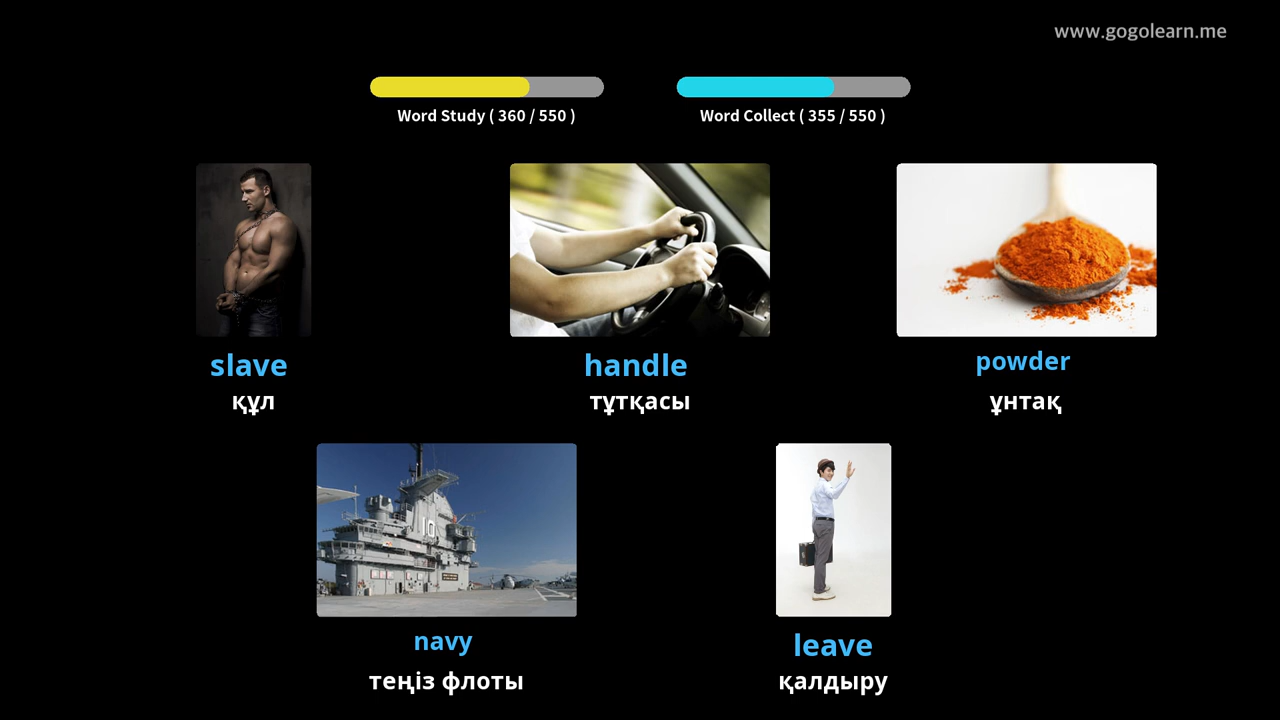 www.gogolearn.me
Word Study ( 360 / 550 )
Word Collect ( 355 / 550 )
slave
құл
handle
тұтқасы
powder
ұнтақ
10
navy
теңіз флоты
leave
қалдыру